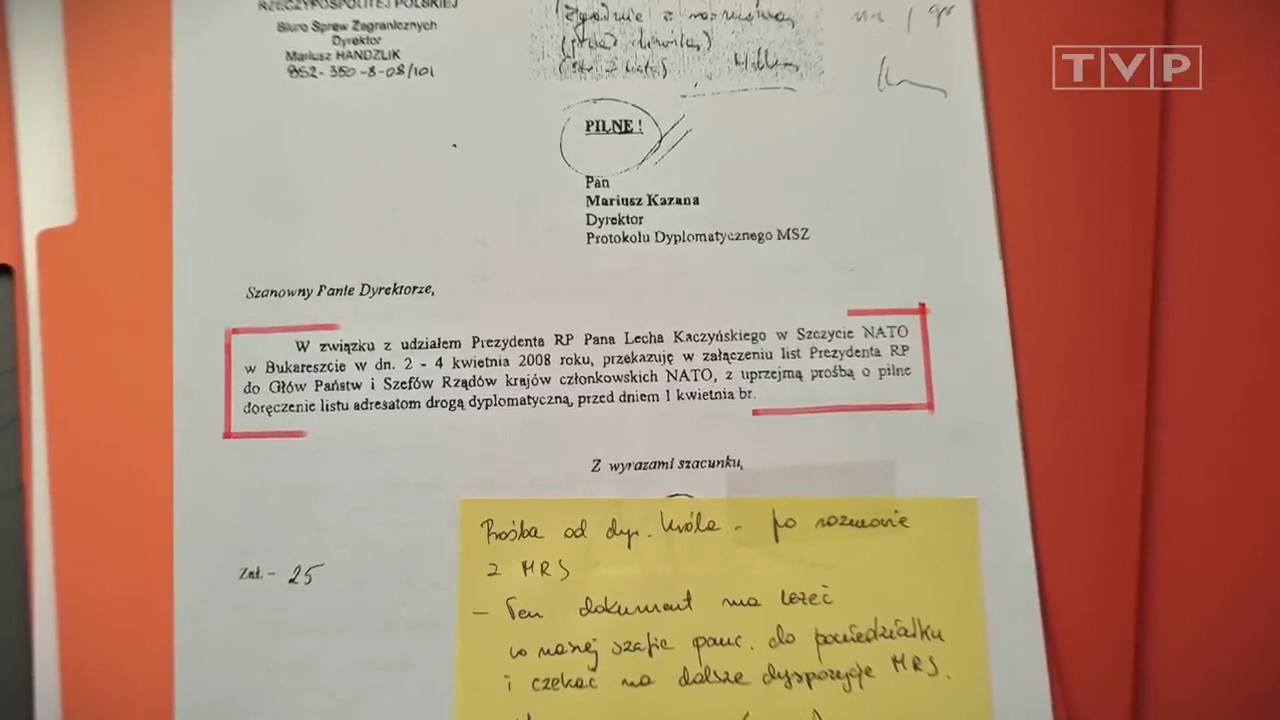 RZECZYPOSPOLITEJ POLSKIEJ
Biuro Spraw Zagranicznych
Dyrektor
Mariusz HANDZLIK
BSZ-350-8-08/101
Zgodnie z rozmową
TVP
PILNE!
Pan
Mariusz Kazana
Dyrektor
Protokołu Dyplomatycznego MSZ
Szanowny Panie Dyrektorze,
W związku z udziałem Prezydenta RP Pana Lecha Kaczyńskiego w Szczycie NATO
w Bukareszcie w dn. 2 - 4 kwietnia 2008 roku, przekazuję w załączeniu list Prezydenta RP
do Głów Państw i Szefów Rządów krajów członkowskich NATO, z uprzejmą prośbą o pilne
doręczenie listu adresatom drogą dyplomatyczną, przed dniem 1 kwietnia br.
Z wyrazami szacunku,
Zał. - 25
Prośba od dyr. Króla - po rozmowie
z MRS
- Ten dokument ma leżeć
w naszej szafie panc. do poniedziałku
i czekać na dalsze dyspozycje MRS.